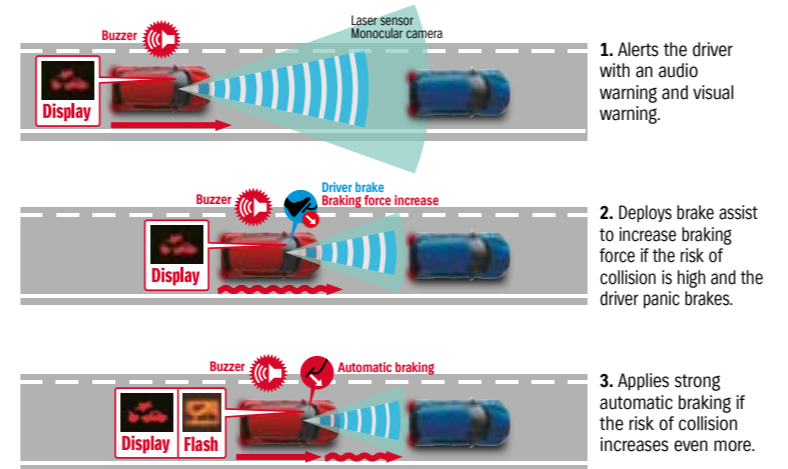 Laser sensor
Monocular camera
Buzzer
Display
1. Alerts the driver
with an audio
warning and visual
warning.
Driver brake
Braking force increase
Buzzer
Display
2. Deploys brake assist
to increase braking
force if the risk of
collision is high and the
driver panic brakes.
Buzzer
Automatic braking
Display
Flash
3. Applies strong
automatic braking if
the risk of collision
increases even more.